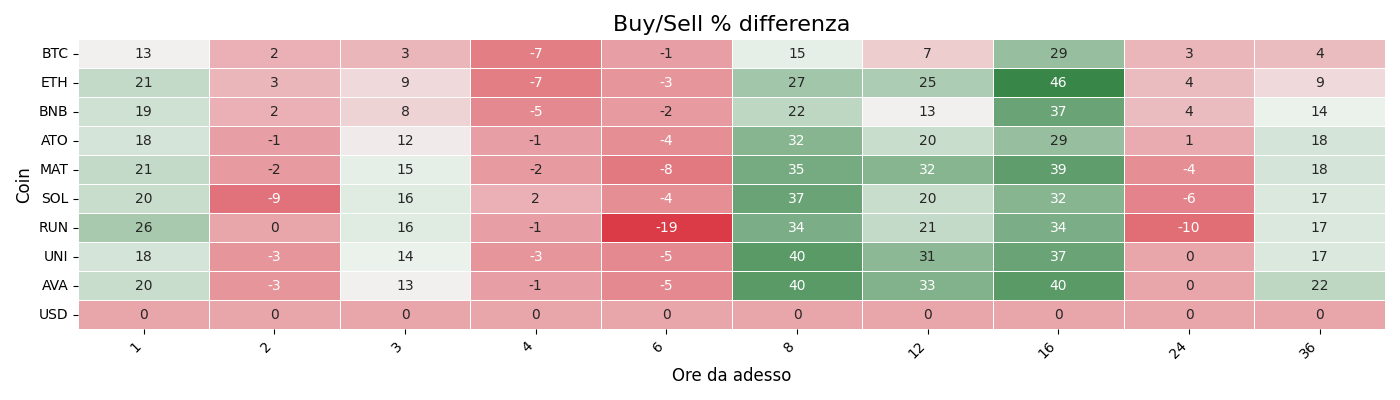 Buy/Sell % differenza
Coin
BTC 13 2 3 -7 -1 15 7 29 3 4
ETH 21 3 9 -7 -3 27 25 46 4 9
BNB 19 2 8 -5 -2 22 13 37 4 14
ATO 18 -1 12 -1 -4 32 20 29 1 18
MAT 21 -2 15 -2 -8 35 32 39 -4 18
SOL 20 -9 16 2 -4 37 20 32 -6 17
RUN 26 0 16 -1 -19 34 21 34 -10 17
UNI 18 -3 14 -3 -5 40 31 37 0 17
AVA 20 -3 13 -1 -5 40 33 40 0 22
USD 0 0 0 0 0 0 0 0 0 0
1 2 3 4 6 8 12 16 24 36
Ore da adesso